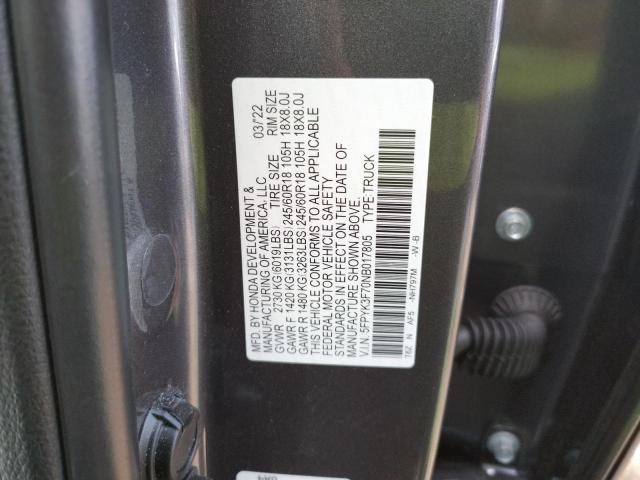 MFD. BY HONDA DEVELOPMENT & 03/'22
MANUFACTURING OF AMERICA, LLC
GVWR 2730 KG(6019LBS) TIRE SIZE RIM SIZE
GAWR F 1420 KG(3131LBS)245/60R18 105H 18X8.0J
GAWR R 1480 KG(3263LBS)245/60R18 105H 18X8.0J
THIS VEHICLE CONFORMS TO ALL APPLICABLE
FEDERAL MOTOR VEHICLE SAFETY
STANDARDS IN EFFECT ON THE DATE OF
MANUFACTURE SHOWN ABOVE.
V.I.N. 5FPYK3F70NB017805 TYPE:TRUCK
T6Z N AF5 -NH797M -W -B